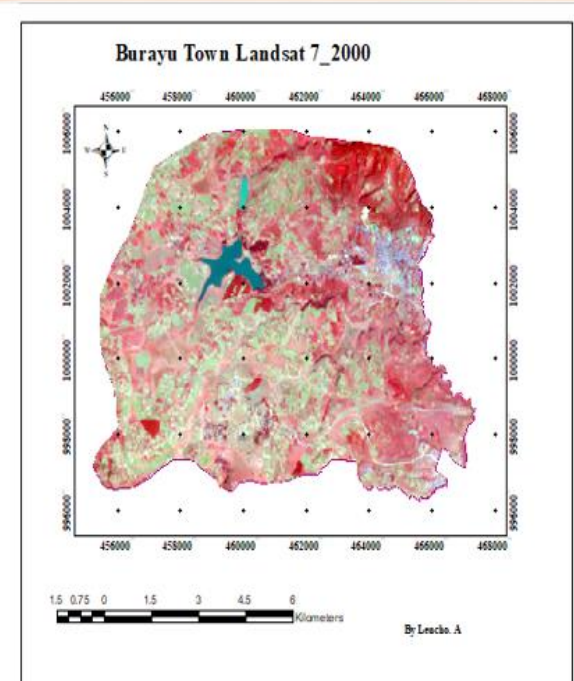 Burayu Town Landsat 7_2000
456000 458000 460000 462000 464000 466000 468000
N
W E
S
1006000 1006000
1004000 1004000
1002000 1002000
1000000 1000000
998000 998000
996000 996000
456000 458000 460000 462000 464000 466000 468000
1.5 0.75 0 1.5 3 4.5 6
Kilometers
By Lencho. A